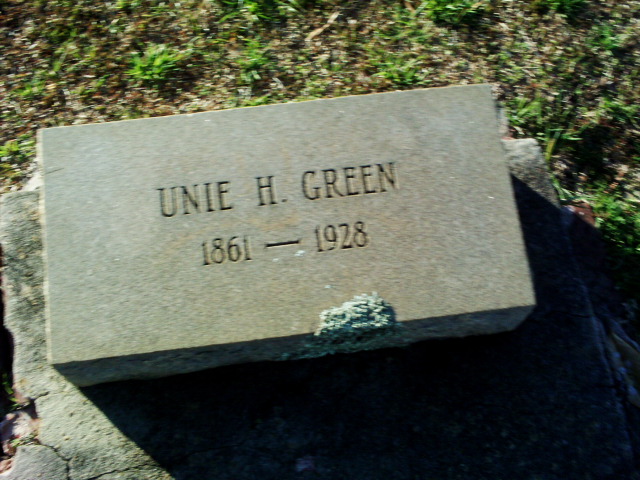 UNIE H. GREEN
1861 — 1928